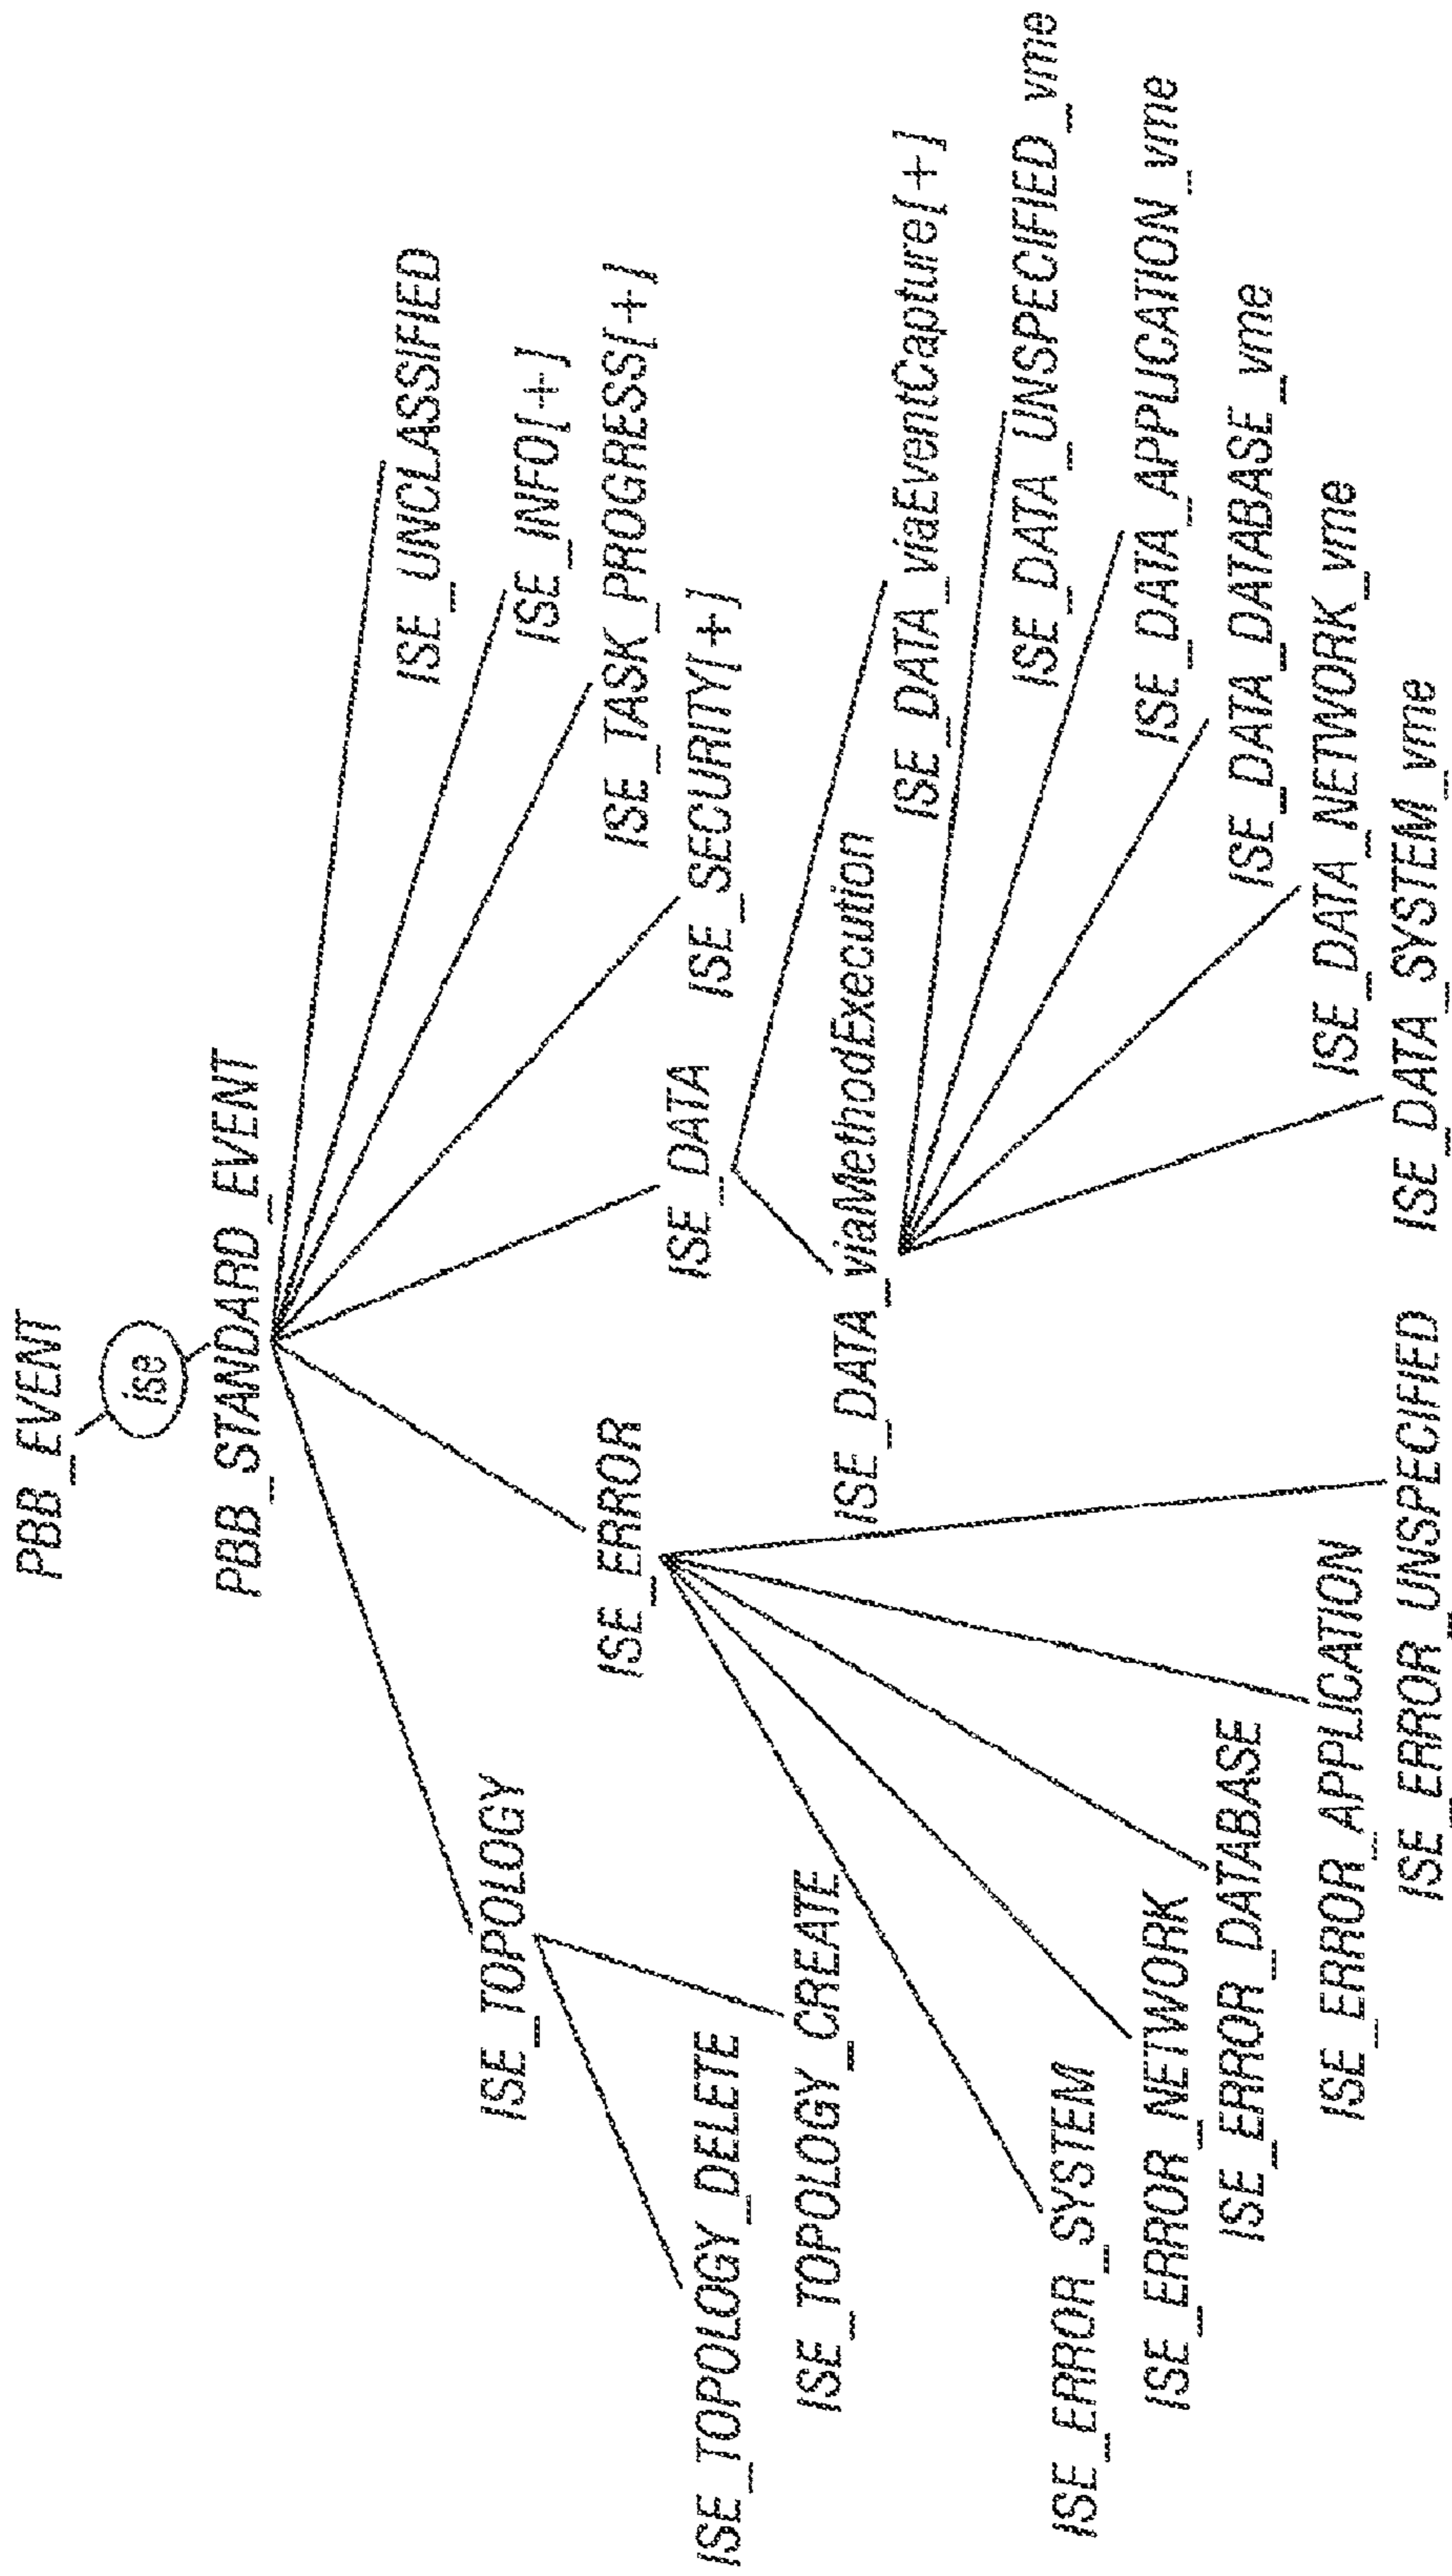 PBB_EVENT
ise
PBB_STANDARD_EVENT
ISE_UNCLASSIFIED
ISE_TOPOLOGY
ISE_INFO[+]
ISE_ERROR
ISE_TASK_PROGRESS[+]
ISE_DATA
ISE_SECURITY[+]
ISE_TOPOLOGY_DELETE
ISE_TOPOLOGY_CREATE
ISE_DATA_viaMethodExecution
ISE_DATA_viaEventCapture[+]
ISE_DATA_UNSPECIFIED_vme
ISE_ERROR_SYSTEM
ISE_DATA_APPLICATION_vme
ISE_ERROR_NETWORK
ISE_ERROR_DATABASE
ISE_DATA_DATABASE_vme
ISE_ERROR_APPLICATION
ISE_DATA_NETWORK_vme
ISE_ERROR_UNSPECIFIED
ISE_DATA_SYSTEM_vme